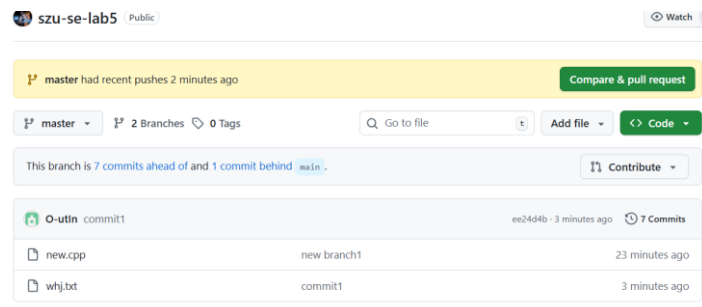 szu-se-lab5 Public Watch
master had recent pushes 2 minutes ago Compare & pull request
master 2 Branches 0 Tags Go to file t Add file <> Code
This branch is 7 commits ahead of and 1 commit behind main . Contribute
O-utln commit1 ee24d4b · 3 minutes ago 7 Commits
new.cpp new branch1 23 minutes ago
whj.txt commit1 3 minutes ago